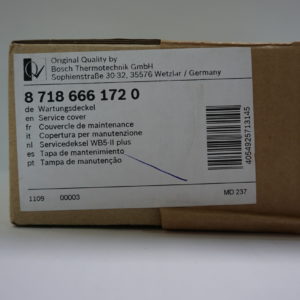 Original Quality by
Bosch Thermotechnik GmbH
Sophienstraße 30-32, 35576 Wetzlar / Germany
8 718 666 172 0
de Wartungsdeckel
en Service cover
fr Couvercle de maintenance
it Copertura per manutenzione
nl Servicedeksel WB5-II plus
es Tapa de mantenimiento
pt Tampa de manutenção
4054925713145
1109 00003 MD 237